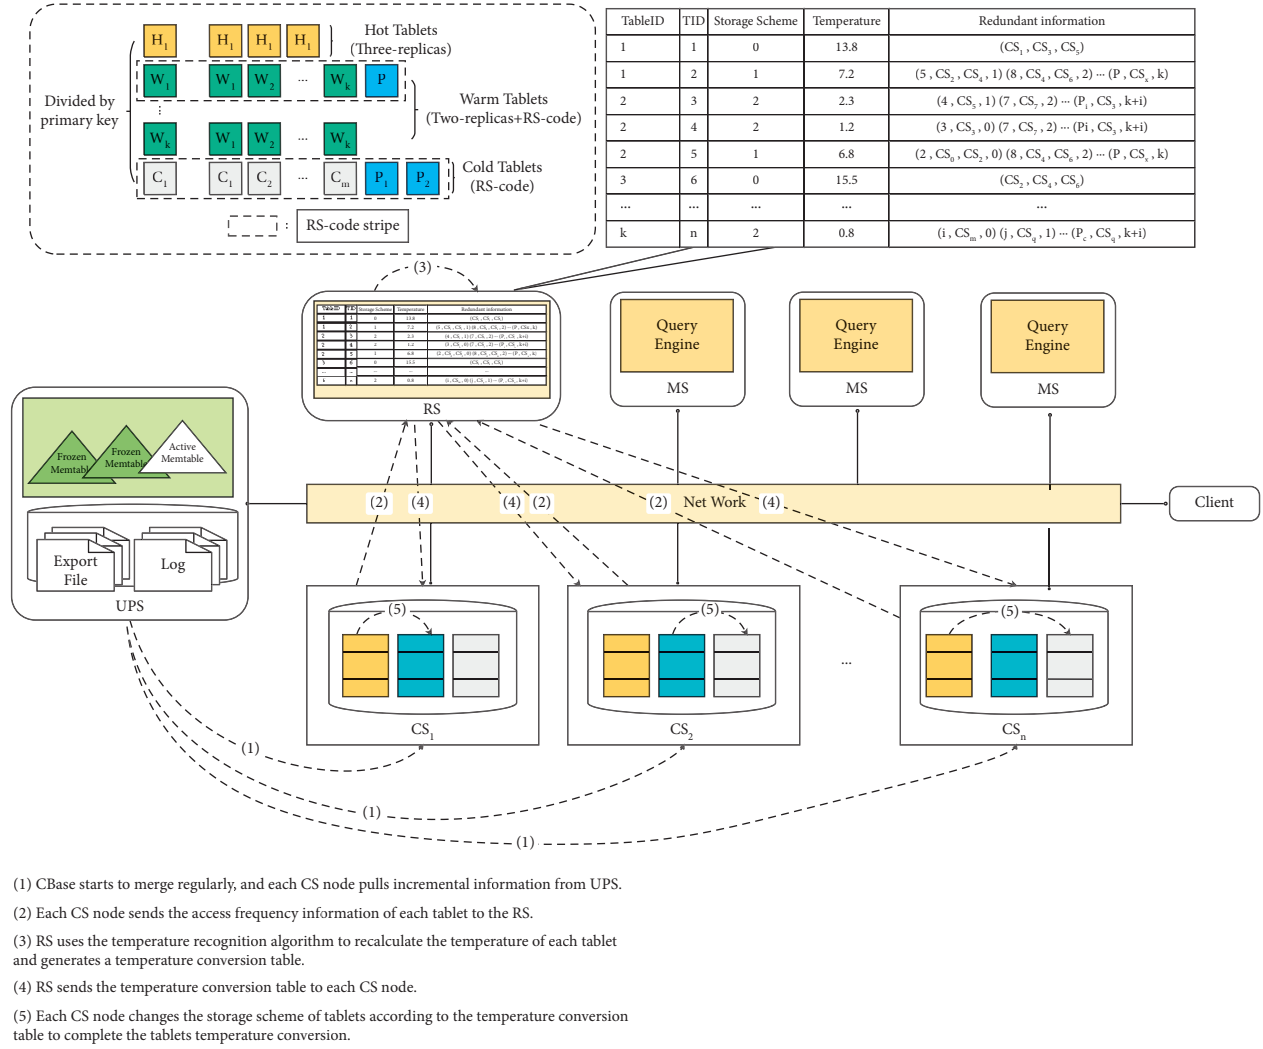 H1 H1 H1 H1
Hot Tablets
(Three-replicas)
W1 W1 W2 ... Wk P
⋮
Wk W1 W2 ... Wk
Warm Tablets
(Two-replicas+RS-code)
Divided by
primary key
C1 C1 C2 ... Cm P1 P2
Cold Tablets
(RS-code)
: RS-code stripe
TableID TID Storage Scheme Temperature Redundant information
1 1 0 13.8 (CS1 , CS3 , CS5)
1 2 1 7.2 (5 , CS2 , CS4 , 1) (8 , CS4 , CS6 , 2) ··· (P , CSx , k)
2 3 2 2.3 (4 , CS5 , 1) (7 , CS7 , 2) ··· (P1 , CS3 , k+i)
2 4 2 1.2 (3 , CS3 , 0) (7 , CS7 , 2) ··· (Pi , CS3 , k+i)
2 5 1 6.8 (2 , CS0 , CS2 , 0) (8 , CS4 , CS6 , 2) ··· (P , CSx , k)
3 6 0 15.5 (CS2 , CS4 , CS6)
... ... ... ... ...
k n 2 0.8 (i , CSm , 0) (j , CSq , 1) ··· (Pc , CSq , k+i)
(3)
TableID TID Storage Scheme Temperature Redundant information
RS
Query
Engine
MS
Query
Engine
MS
Query
Engine
MS
Frozen
Memtable
Frozen
Memtable
Active
Memtable
Export
File
Log
UPS
(2) (4) (4) (2) (2) Net Work (4)
Client
(5)
CS1
(5)
CS2
...
(5)
CSn
(1)
(1)
(1)
(1) CBase starts to merge regularly, and each CS node pulls incremental information from UPS.
(2) Each CS node sends the access frequency information of each tablet to the RS.
(3) RS uses the temperature recognition algorithm to recalculate the temperature of each tablet
and generates a temperature conversion table.
(4) RS sends the temperature conversion table to each CS node.
(5) Each CS node changes the storage scheme of tablets according to the temperature conversion
table to complete the tablets temperature conversion.